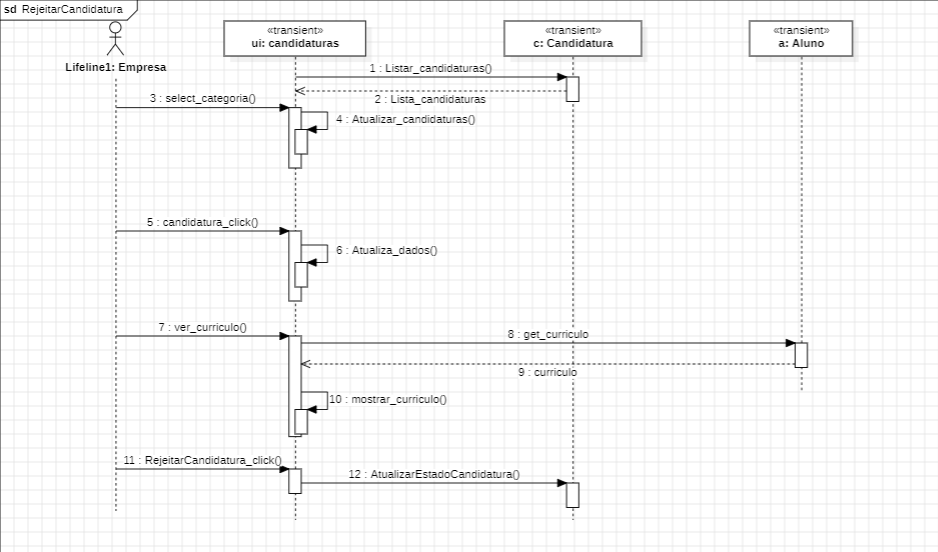 sd RejeitarCandidatura
Lifeline1: Empresa
«transient»
ui: candidaturas
«transient»
c: Candidatura
«transient»
a: Aluno
1 : Listar_candidaturas()
2 : Lista_candidaturas
3 : select_categoria()
4 : Atualizar_candidaturas()
5 : candidatura_click()
6 : Atualiza_dados()
7 : ver_curriculo()
8 : get_curriculo
9 : curriculo
10 : mostrar_curriculo()
11 : RejeitarCandidatura_click()
12 : AtualizarEstadoCandidatura()